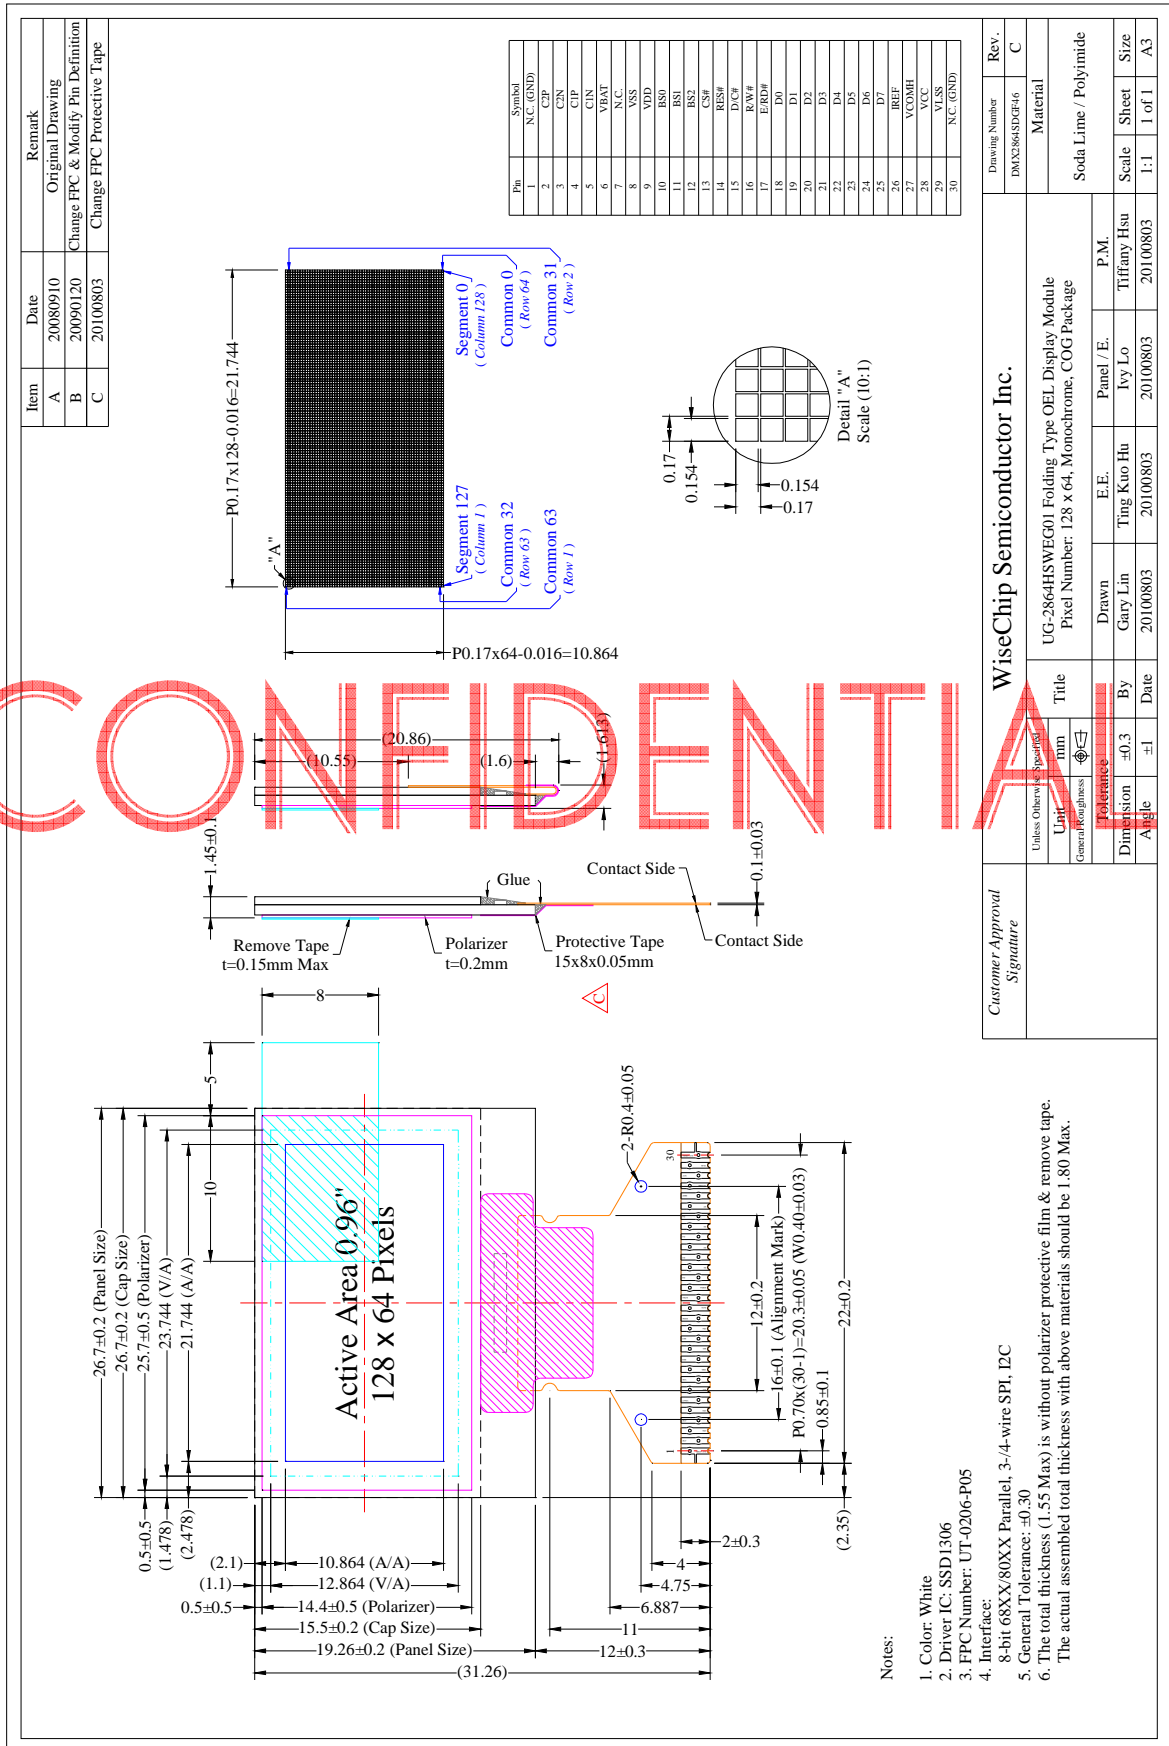 Item Date Remark
A 20080910 Original Drawing
B 20090120 Change FPC & Modify Pin Definition
C 20100803 Change FPC Protective Tape
P0.17x128-0.016=21.744
"A"
Segment 127
( Column 1 )
Common 32
( Row 63 )
Common 63
( Row 1 )
Segment 0
( Column 128 )
Common 0
( Row 64 )
Common 31
( Row 2 )
P0.17x64-0.016=10.864
0.17
0.154
0.154
0.17
Detail "A"
Scale (10:1)
Pin Symbol
1 N.C. (GND)
2 C2P
3 C2N
4 C1P
5 C1N
6 VBAT
7 N.C.
8 VSS
9 VDD
10 BS0
11 BS1
12 BS2
13 CS#
14 RES#
15 D/C#
16 R/W#
17 E/RD#
18 D0
19 D1
20 D2
21 D3
22 D4
23 D5
24 D6
25 D7
26 IREF
27 VCOMH
28 VCC
29 VLSS
30 N.C. (GND)
CONFIDENTIAL
(20.86)
(10.55)
(1.6)
(1.613)
1.45±0.1
Glue
Contact Side
0.1±0.03
Contact Side
Remove Tape
t=0.15mm Max
Polarizer
t=0.2mm
Protective Tape
15x8x0.05mm
C
8
5
10
26.7±0.2 (Panel Size)
26.7±0.2 (Cap Size)
25.7±0.5 (Polarizer)
23.744 (V/A)
21.744 (A/A)
Active Area 0.96"
128 x 64 Pixels
0.5±0.5
(1.478)
(2.478)
(2.1)
10.864 (A/A)
(1.1)
12.864 (V/A)
0.5±0.5
14.4±0.5 (Polarizer)
15.5±0.2 (Cap Size)
19.26±0.2 (Panel Size)
12±0.3
(31.26)
2-R0.4±0.05
30
1
16±0.1 (Alignment Mark)
12±0.2
P0.70x(30-1)=20.3±0.05 (W0.40±0.03)
0.85±0.1
22±0.2
(2.35)
2±0.3
4
4.75
6.887
11
Notes:
1. Color: White
2. Driver IC: SSD1306
3. FPC Number: UT-0206-P05
4. Interface:
8-bit 68XX/80XX Parallel, 3-/4-wire SPI, I2C
5. General Tolerance: ±0.30
6. The total thickness (1.55 Max) is without polarizer protective film & remove tape.
The actual assembled total thickness with above materials should be 1.80 Max.
Customer Approval
Signature
WiseChip Semiconductor Inc.
Drawing Number Rev.
DMX2864SDGF46 C
Unless Otherwise Specified
Unit mm
General Roughness
Tolerance
Dimension ±0.3
Angle ±1
Title
UG-2864HSWEG01 Folding Type OEL Display Module
Pixel Number: 128 x 64, Monochrome, COG Package
Material
Soda Lime / Polyimide
Drawn E.E. Panel / E. P.M.
By Gary Lin Ting Kuo Hu Ivy Lo Tiffany Hsu
Date 20100803 20100803 20100803 20100803
Scale Sheet Size
1:1 1 of 1 A3